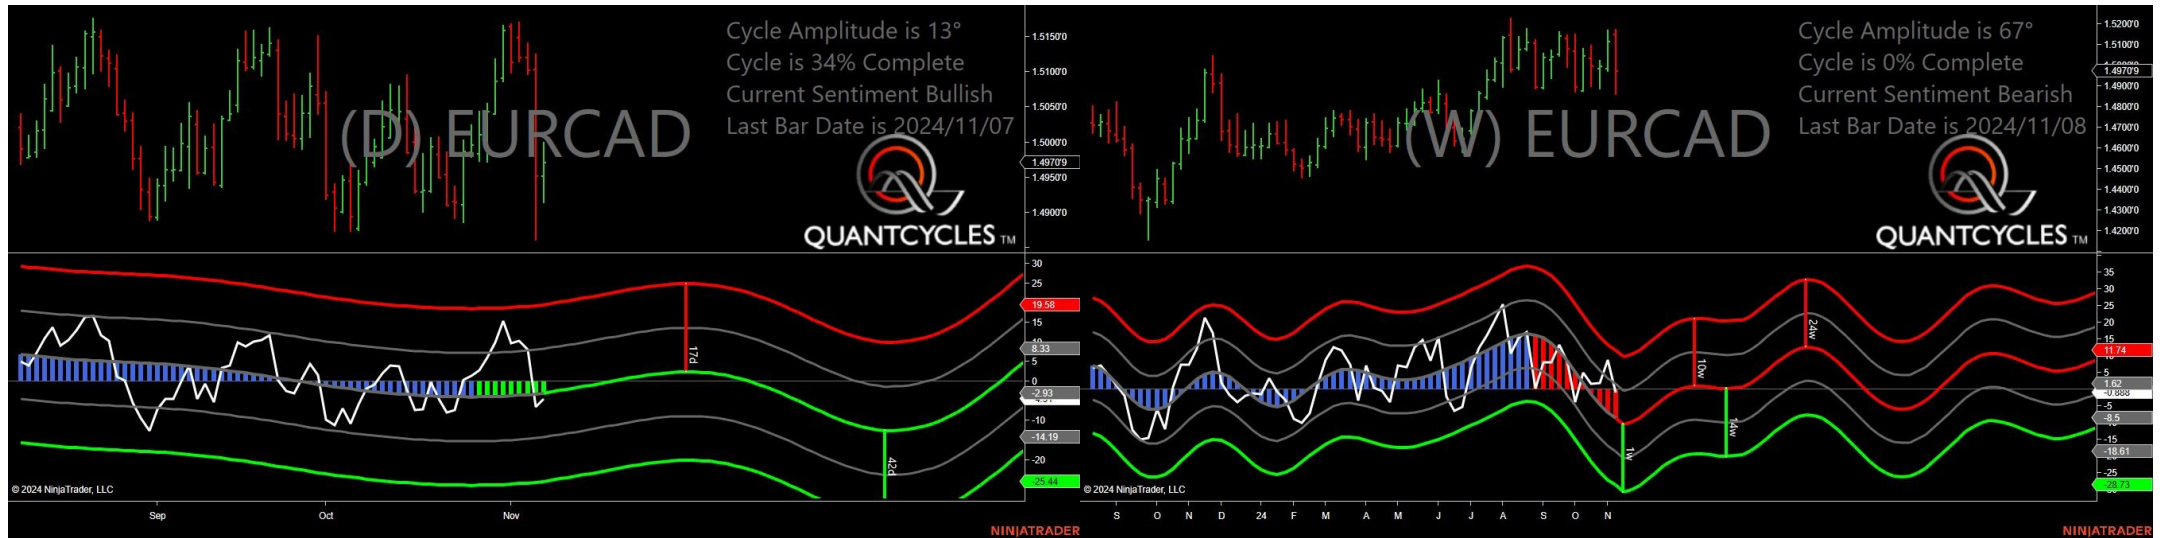 Cycle Amplitude is 13°
Cycle is 34% Complete
Current Sentiment Bullish
Last Bar Date is 2024/11/07
(D) EURCAD
QUANTCYCLES TM
1.5150'0
1.5100'0
1.5050'0
1.5000'0
1.4970'9
1.4950'0
1.4900'0
30
25
19.58
15
8.33
5
0
-2.93
-10
-14.19
-20
-25.44
17d
42d
© 2024 NinjaTrader, LLC
Sep
Oct
Nov
NINJATRADER
Cycle Amplitude is 67°
Cycle is 0% Complete
Current Sentiment Bearish
Last Bar Date is 2024/11/08
(W) EURCAD
QUANTCYCLES TM
1.5200'0
1.5100'0
1.4970'9
1.4900'0
1.4800'0
1.4700'0
1.4600'0
1.4500'0
1.4400'0
1.4300'0
1.4200'0
35
30
25
20
15
11.74
5
1.62
-0.888
-5
-8.5
-15
-18.61
-25
-28.73
10w
24w
1w
© 2024 NinjaTrader, LLC
S O N D 24 F M A M J J A S O N
NINJATRADER